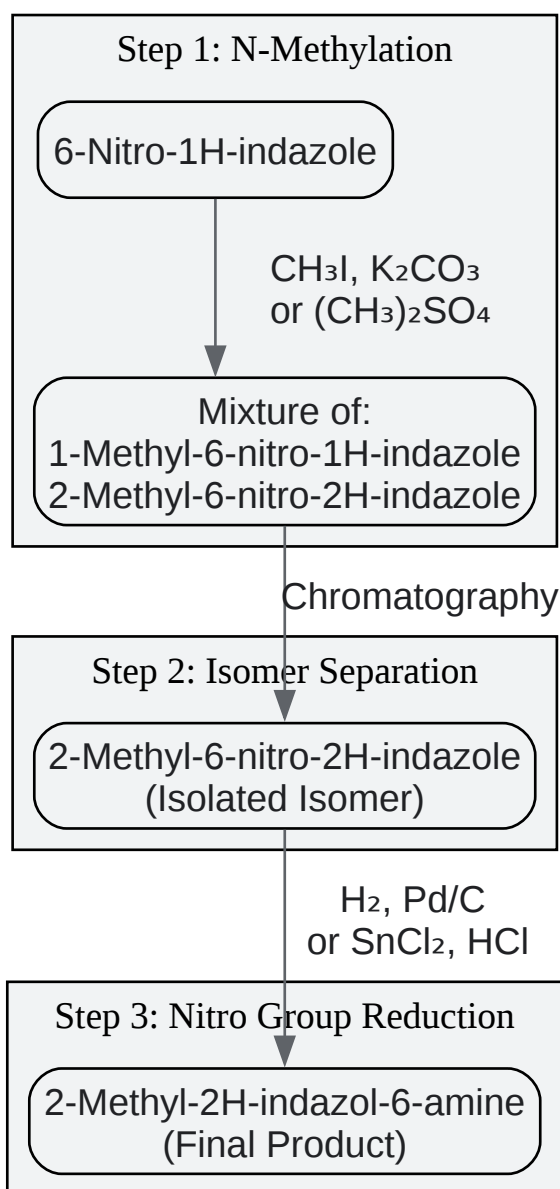 Step 1: N-Methylation
6-Nitro-1H-indazole
CH₃I, K₂CO₃
or (CH₃)₂SO₄
Mixture of:
1-Methyl-6-nitro-1H-indazole
2-Methyl-6-nitro-2H-indazole
Chromatography
Step 2: Isomer Separation
2-Methyl-6-nitro-2H-indazole
(Isolated Isomer)
H₂, Pd/C
or SnCl₂, HCl
Step 3: Nitro Group Reduction
2-Methyl-2H-indazol-6-amine
(Final Product)